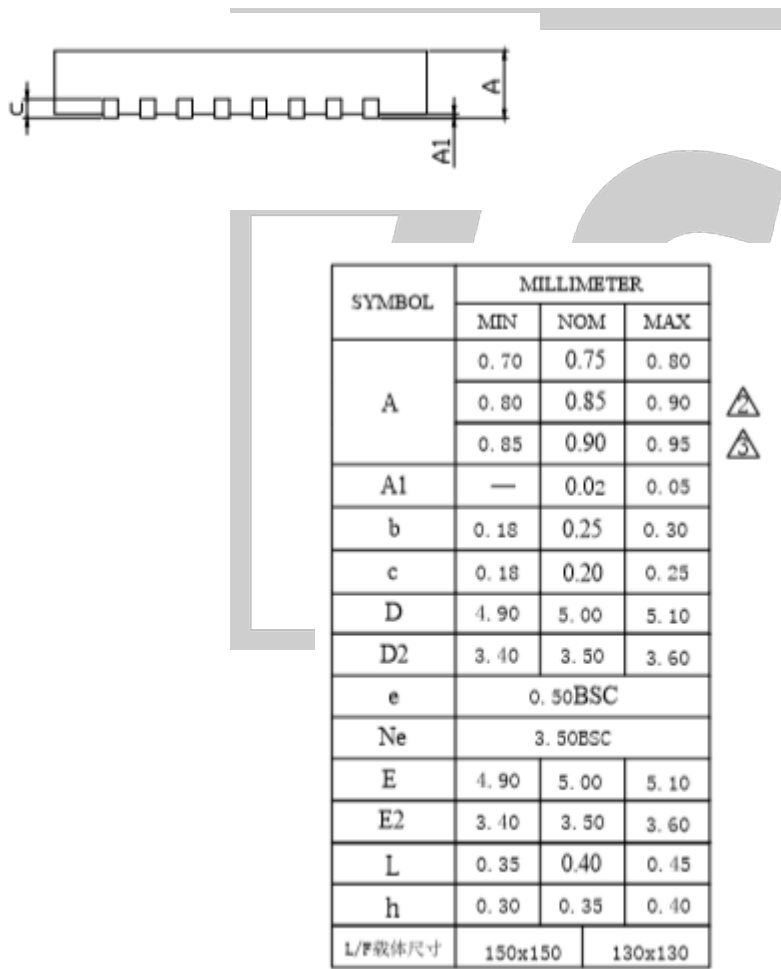 C
A
A1
SYMBOL MILLIMETER
MIN NOM MAX
A 0.70 0.75 0.80
0.80 0.85 0.90 2
0.85 0.90 0.95 3
A1 — 0.02 0.05
b 0.18 0.25 0.30
c 0.18 0.20 0.25
D 4.90 5.00 5.10
D2 3.40 3.50 3.60
e 0.50BSC
Ne 3.50BSC
E 4.90 5.00 5.10
E2 3.40 3.50 3.60
L 0.35 0.40 0.45
h 0.30 0.35 0.40
L/F载体尺寸 150x150 130x130